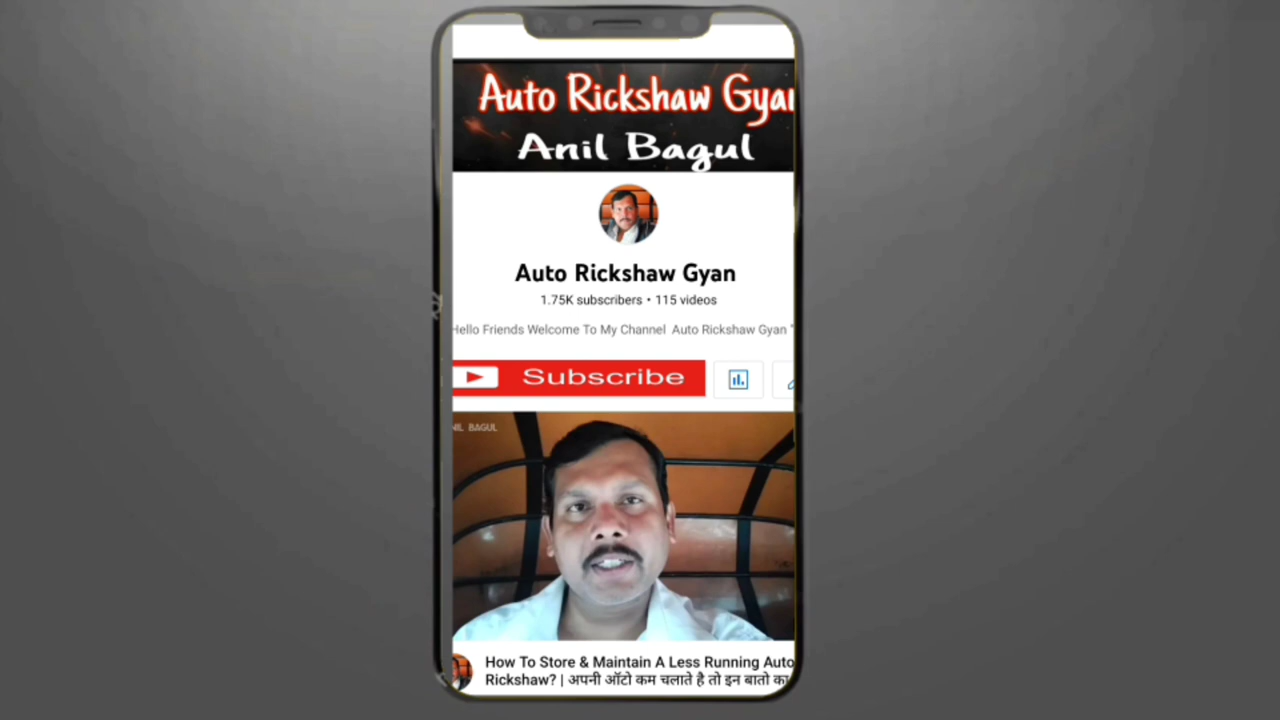 Auto Rickshaw Gyan
Anil Bagul
Auto Rickshaw Gyan
1.75K subscribers • 115 videos
Hello Friends Welcome To My Channel Auto Rickshaw Gyan "
Subscribe
NIL BAGUL
How To Store & Maintain A Less Running Auto
Rickshaw? | अपनी ऑटो कम चलाते है तो इन बातो का